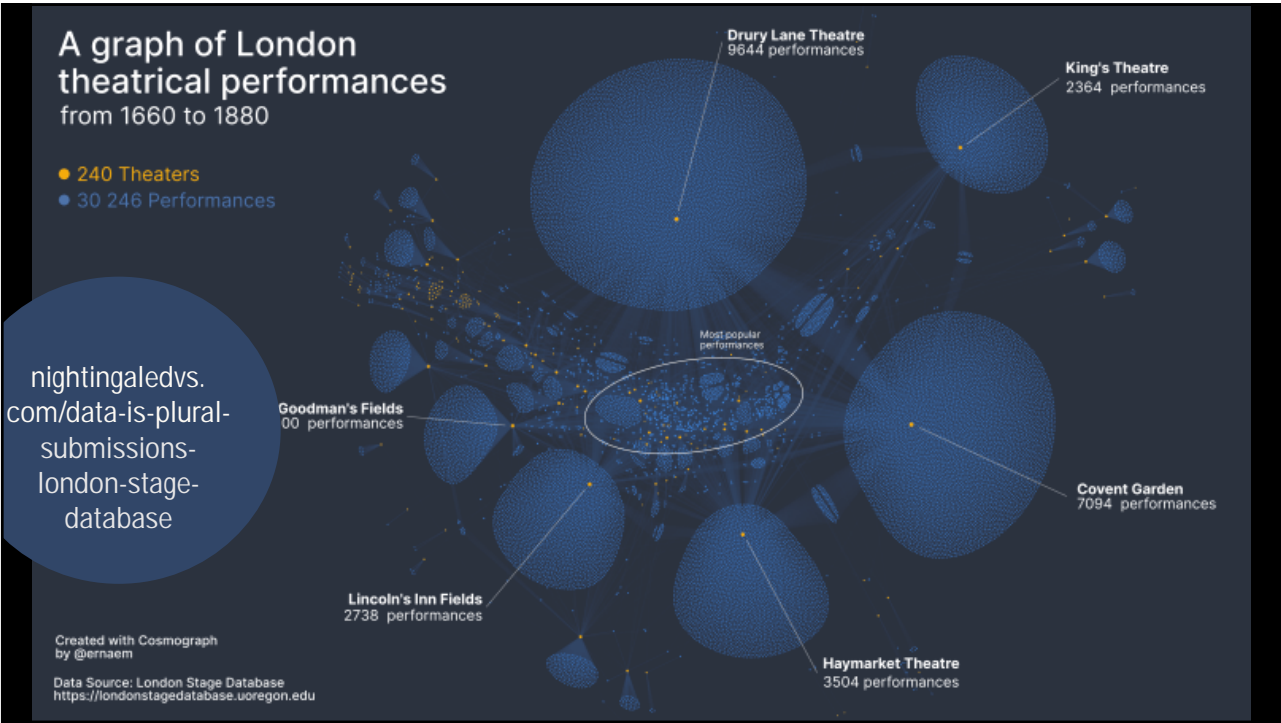 A graph of London
theatrical performances
from 1660 to 1880
240 Theaters
30 246 Performances
Drury Lane Theatre
9644 performances
King's Theatre
2364 performances
Most popular
performances
nightingaledvs.
com/data-is-plural-
submissions-
london-stage-
database
Goodman's Fields
00 performances
Covent Garden
7094 performances
Lincoln's Inn Fields
2738 performances
Haymarket Theatre
3504 performances
Created with Cosmograph
by @ernaem
Data Source: London Stage Database
https://londonstagedatabase.uoregon.edu